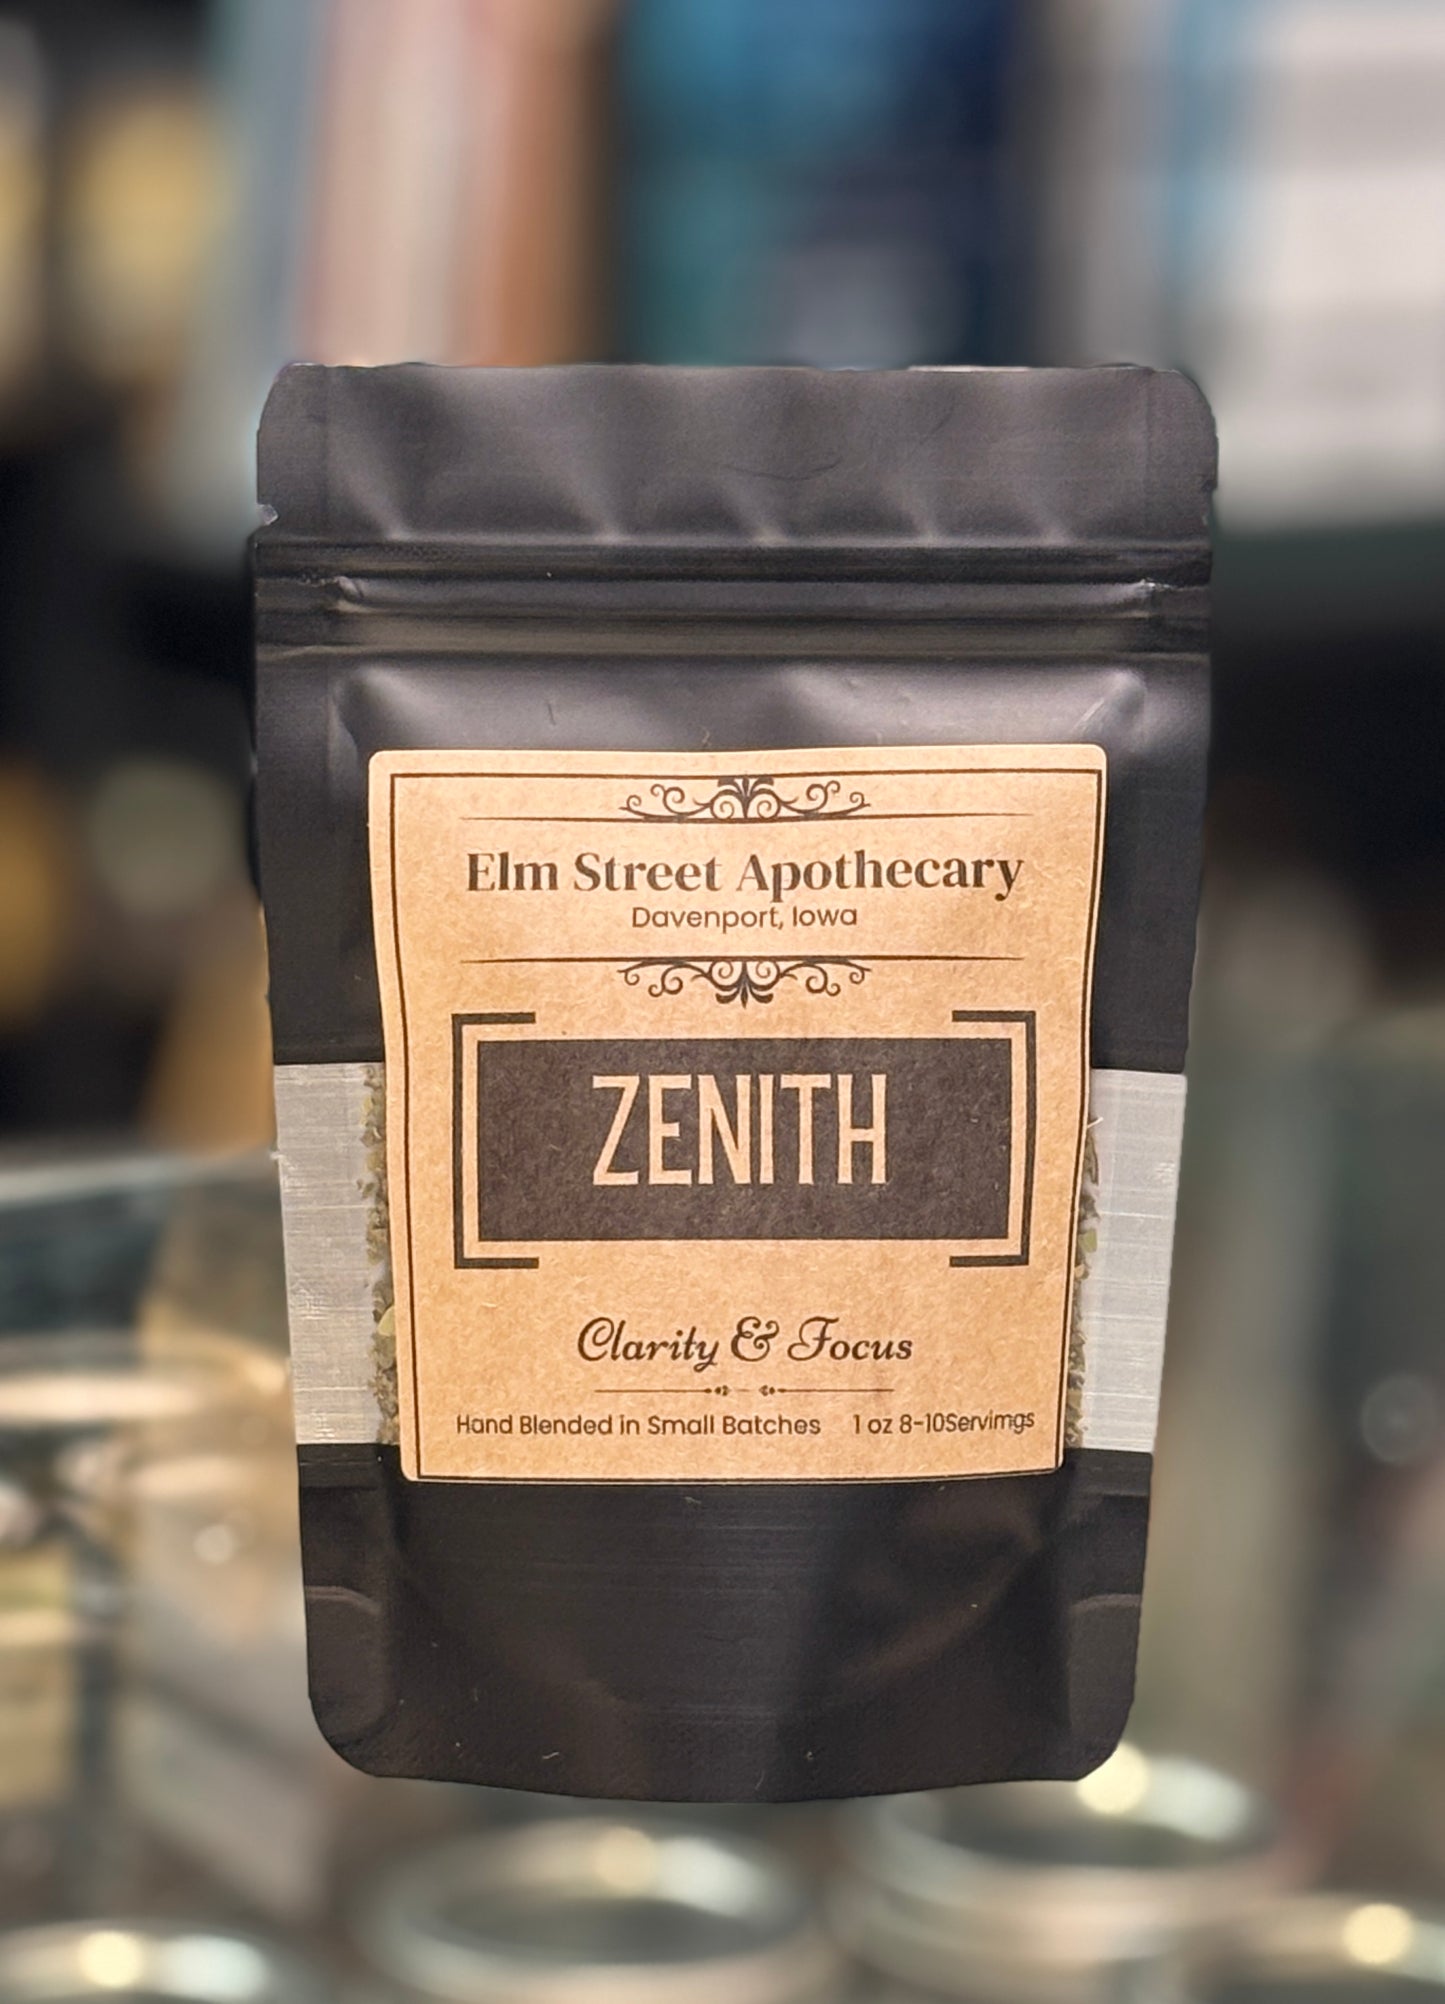 Elm Street Apothecary
Davenport, Iowa
ZENITH
Clarity & Focus
Hand Blended in Small Batches 1 oz 8-10Servimgs